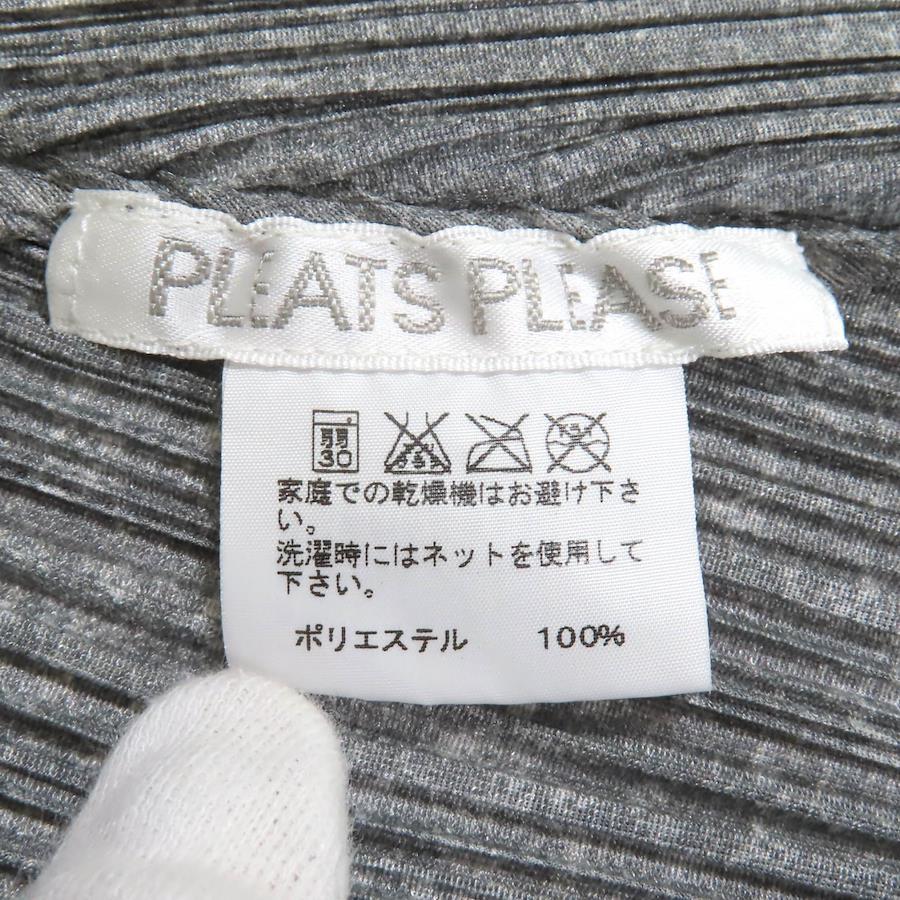 PLEATS PLEASE
弱
30
家庭での乾燥機はお避け下さ
い。
洗濯時にはネットを使用して
下さい。
ポリエステル 100%